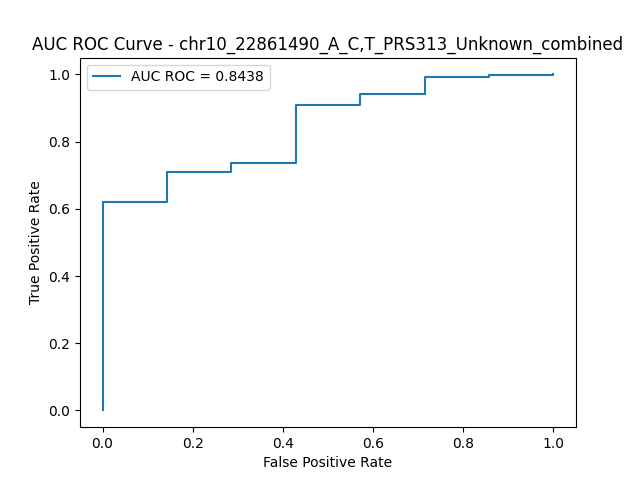 AUC ROC Curve - chr10_22861490_A_C,T_PRS313_Unknown_combined
AUC ROC = 0.8438
1.0
0.8
0.6
0.4
0.2
0.0
True Positive Rate
0.0 0.2 0.4 0.6 0.8 1.0
False Positive Rate